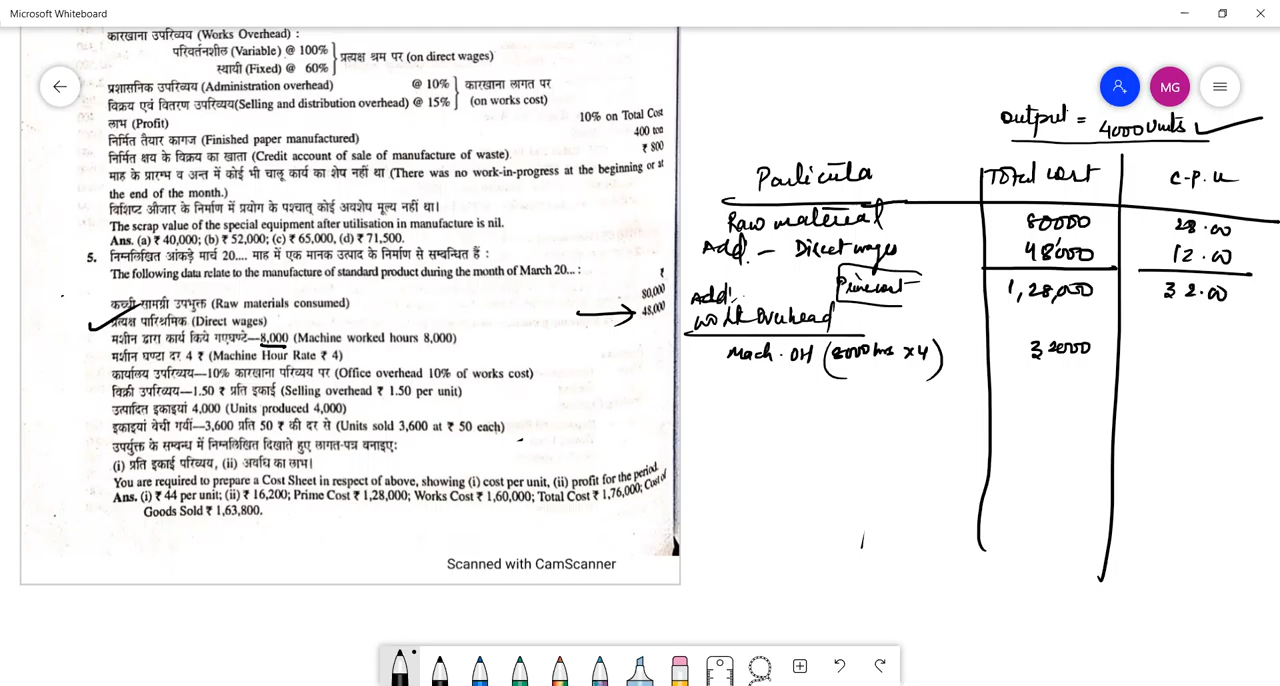 Microsoft Whiteboard
कारखाना उपरिव्यय (Works Overhead) :
परिवर्तनशील (Variable) @ 100%
स्थायी (Fixed) @ 60%
प्रत्यक्ष श्रम पर (on direct wages)
प्रशासनिक उपरिव्यय (Administration overhead) @ 10%
विक्रय एवं वितरण उपरिव्यय(Selling and distribution overhead) @ 15%
कारखाना लागत पर
(on works cost)
लाभ (Profit) 10% on Total Cost
निर्मित तैयार कागज (Finished paper manufactured) 400 ton
निर्मित क्षय के विक्रय का खाता (Credit account of sale of manufacture of waste) ₹ 800
माह के प्रारम्भ व अन्त में कोई भी चालू कार्य का शेष नहीं था (There was no work-in-progress at the beginning or at
the end of the month.)
विशिष्ट औजार के निर्माण में प्रयोग के पश्चात् कोई अवशेष मूल्य नहीं था।
The scrap value of the special equipment after utilisation in manufacture is nil.
Ans. (a) ₹ 40,000; (b) ₹ 52,000; (c) ₹ 65,000, (d) ₹ 71,500.
5. निम्नलिखित आंकड़े मार्च 20.... माह में एक मानक उत्पाद के निर्माण से सम्बन्धित हैं :
The following data relate to the manufacture of standard product during the month of March 20... :
₹
कच्ची सामग्री उपभुक्त (Raw materials consumed) 80,000
प्रत्यक्ष पारिश्रमिक (Direct wages) 48,000
मशीन द्वारा कार्य किये गए घण्टे—8,000 (Machine worked hours 8,000)
मशीन घण्टा दर 4 ₹ (Machine Hour Rate ₹ 4)
कार्यालय उपरिव्यय—10% कारखाना परिव्यय पर (Office overhead 10% of works cost)
विक्री उपरिव्यय—1.50 ₹ प्रति इकाई (Selling overhead ₹ 1.50 per unit)
उत्पादित इकाइयां 4,000 (Units produced 4,000)
इकाइयां बेची गयीं—3,600 प्रति 50 ₹ की दर से (Units sold 3,600 at ₹ 50 each)
उपर्युक्त के सम्बन्ध में निम्नलिखित दिखाते हुए लागत-पत्र बनाइए:
(i) प्रति इकाई परिव्यय, (ii) अवधि का लाभ।
You are required to prepare a Cost Sheet in respect of above, showing (i) cost per unit, (ii) profit for the period.
Ans. (i) ₹ 44 per unit; (ii) ₹ 16,200; Prime Cost ₹ 1,28,000; Works Cost ₹ 1,60,000; Total Cost ₹ 1,76,000; Cost of
Goods Sold ₹ 1,63,800.
Scanned with CamScanner
MG
Output = 4000 Units
Particula Total cost C.P.U
Raw material 80000
Add - Direct wages 48000 12.00
Prime cost 1,28,000 32.00
Add:
Work Overhead
Mach. OH (8000 hrs x4) 32000